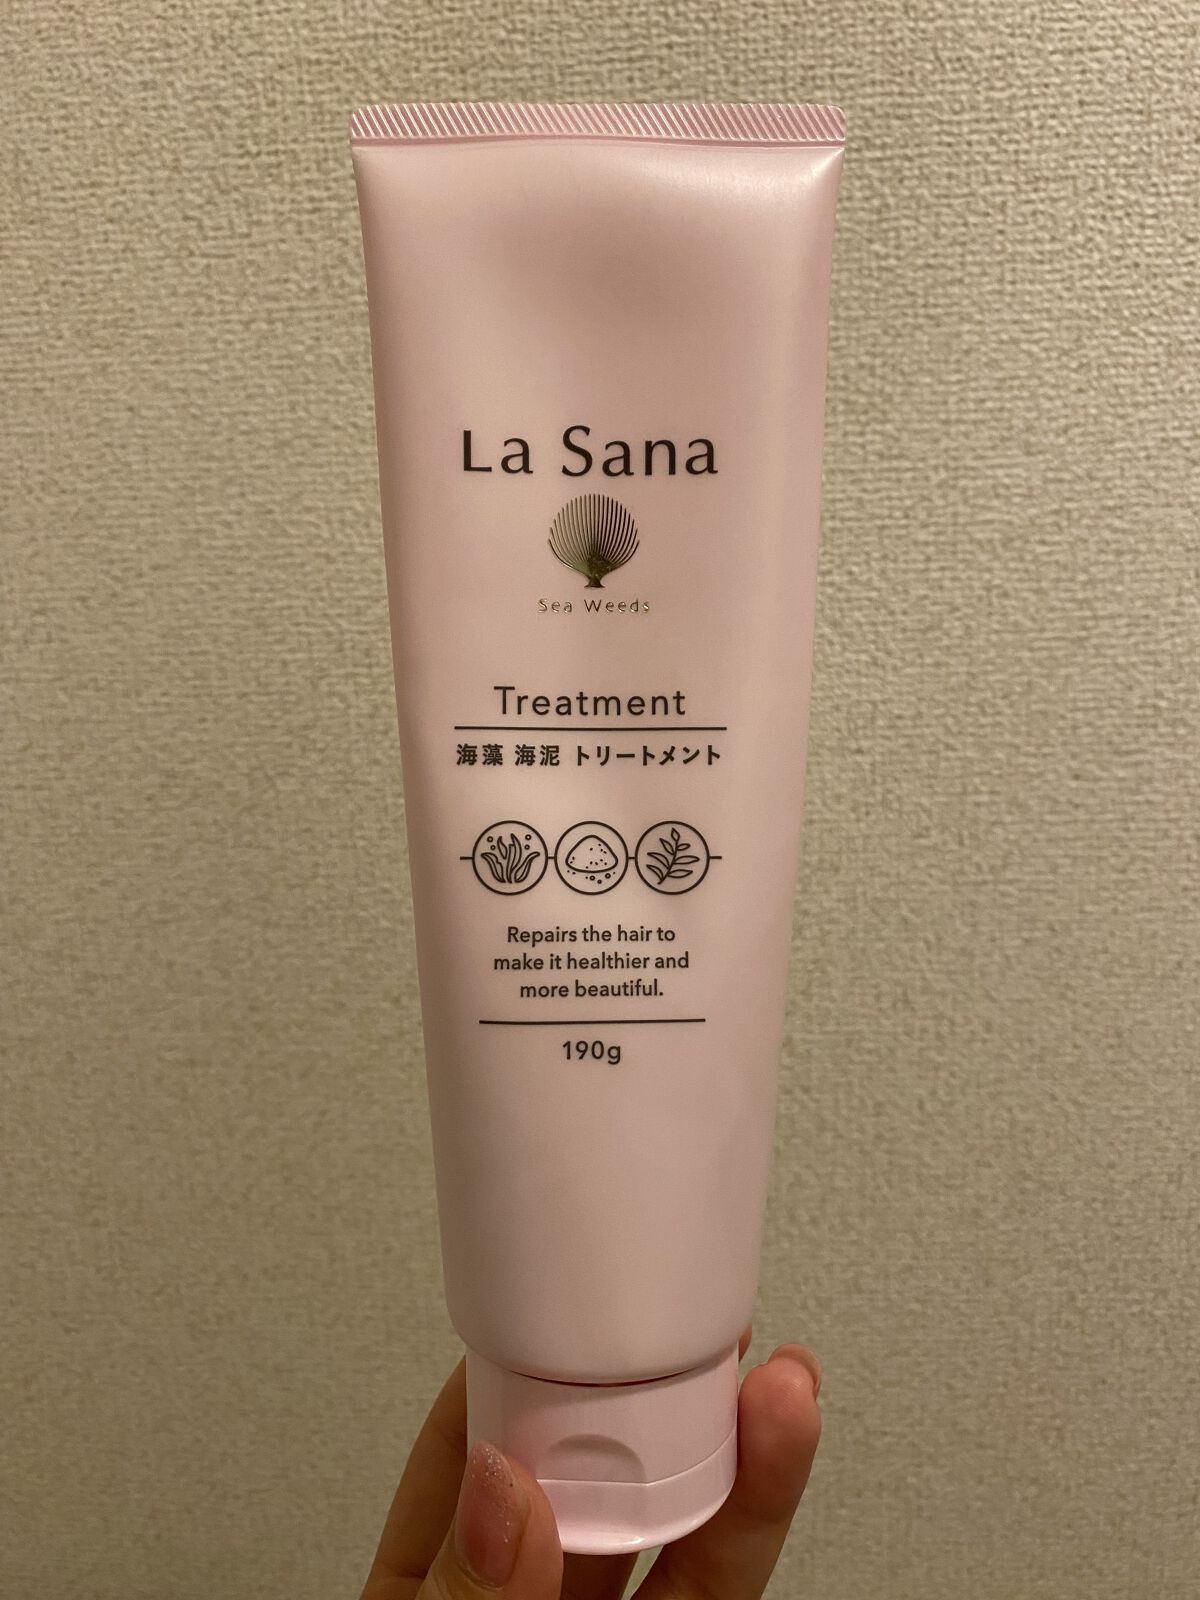 La Sana
Sea Weeds
Treatment
海藻 海泥 トリートメント
Repairs the hair to
make it healthier and
more beautiful.
190g